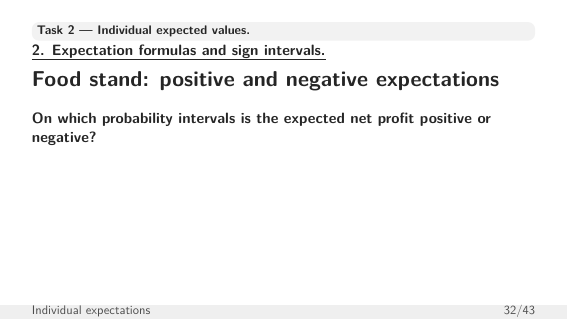 Task 2 — Individual expected values.
2. Expectation formulas and sign intervals.
Food stand: positive and negative expectations
On which probability intervals is the expected net profit positive or
negative?
Individual expectations 32/43